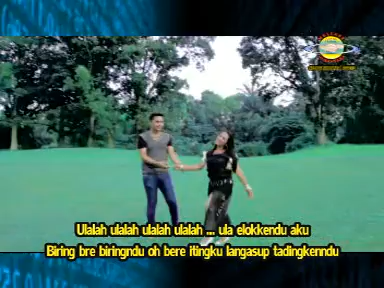 Ulalah ulalah ulalah ulalah ... ula elokkendu aku
Biring bre biringndu oh bere itingku langasup tadingkenndu